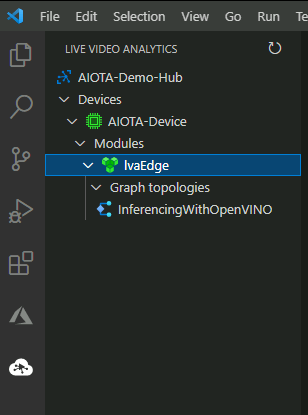 File Edit Selection View Go Run Te
LIVE VIDEO ANALYTICS
AIOTA-Demo-Hub
Devices
AIOTA-Device
Modules
lvaEdge
Graph topologies
InferencingWithOpenVINO